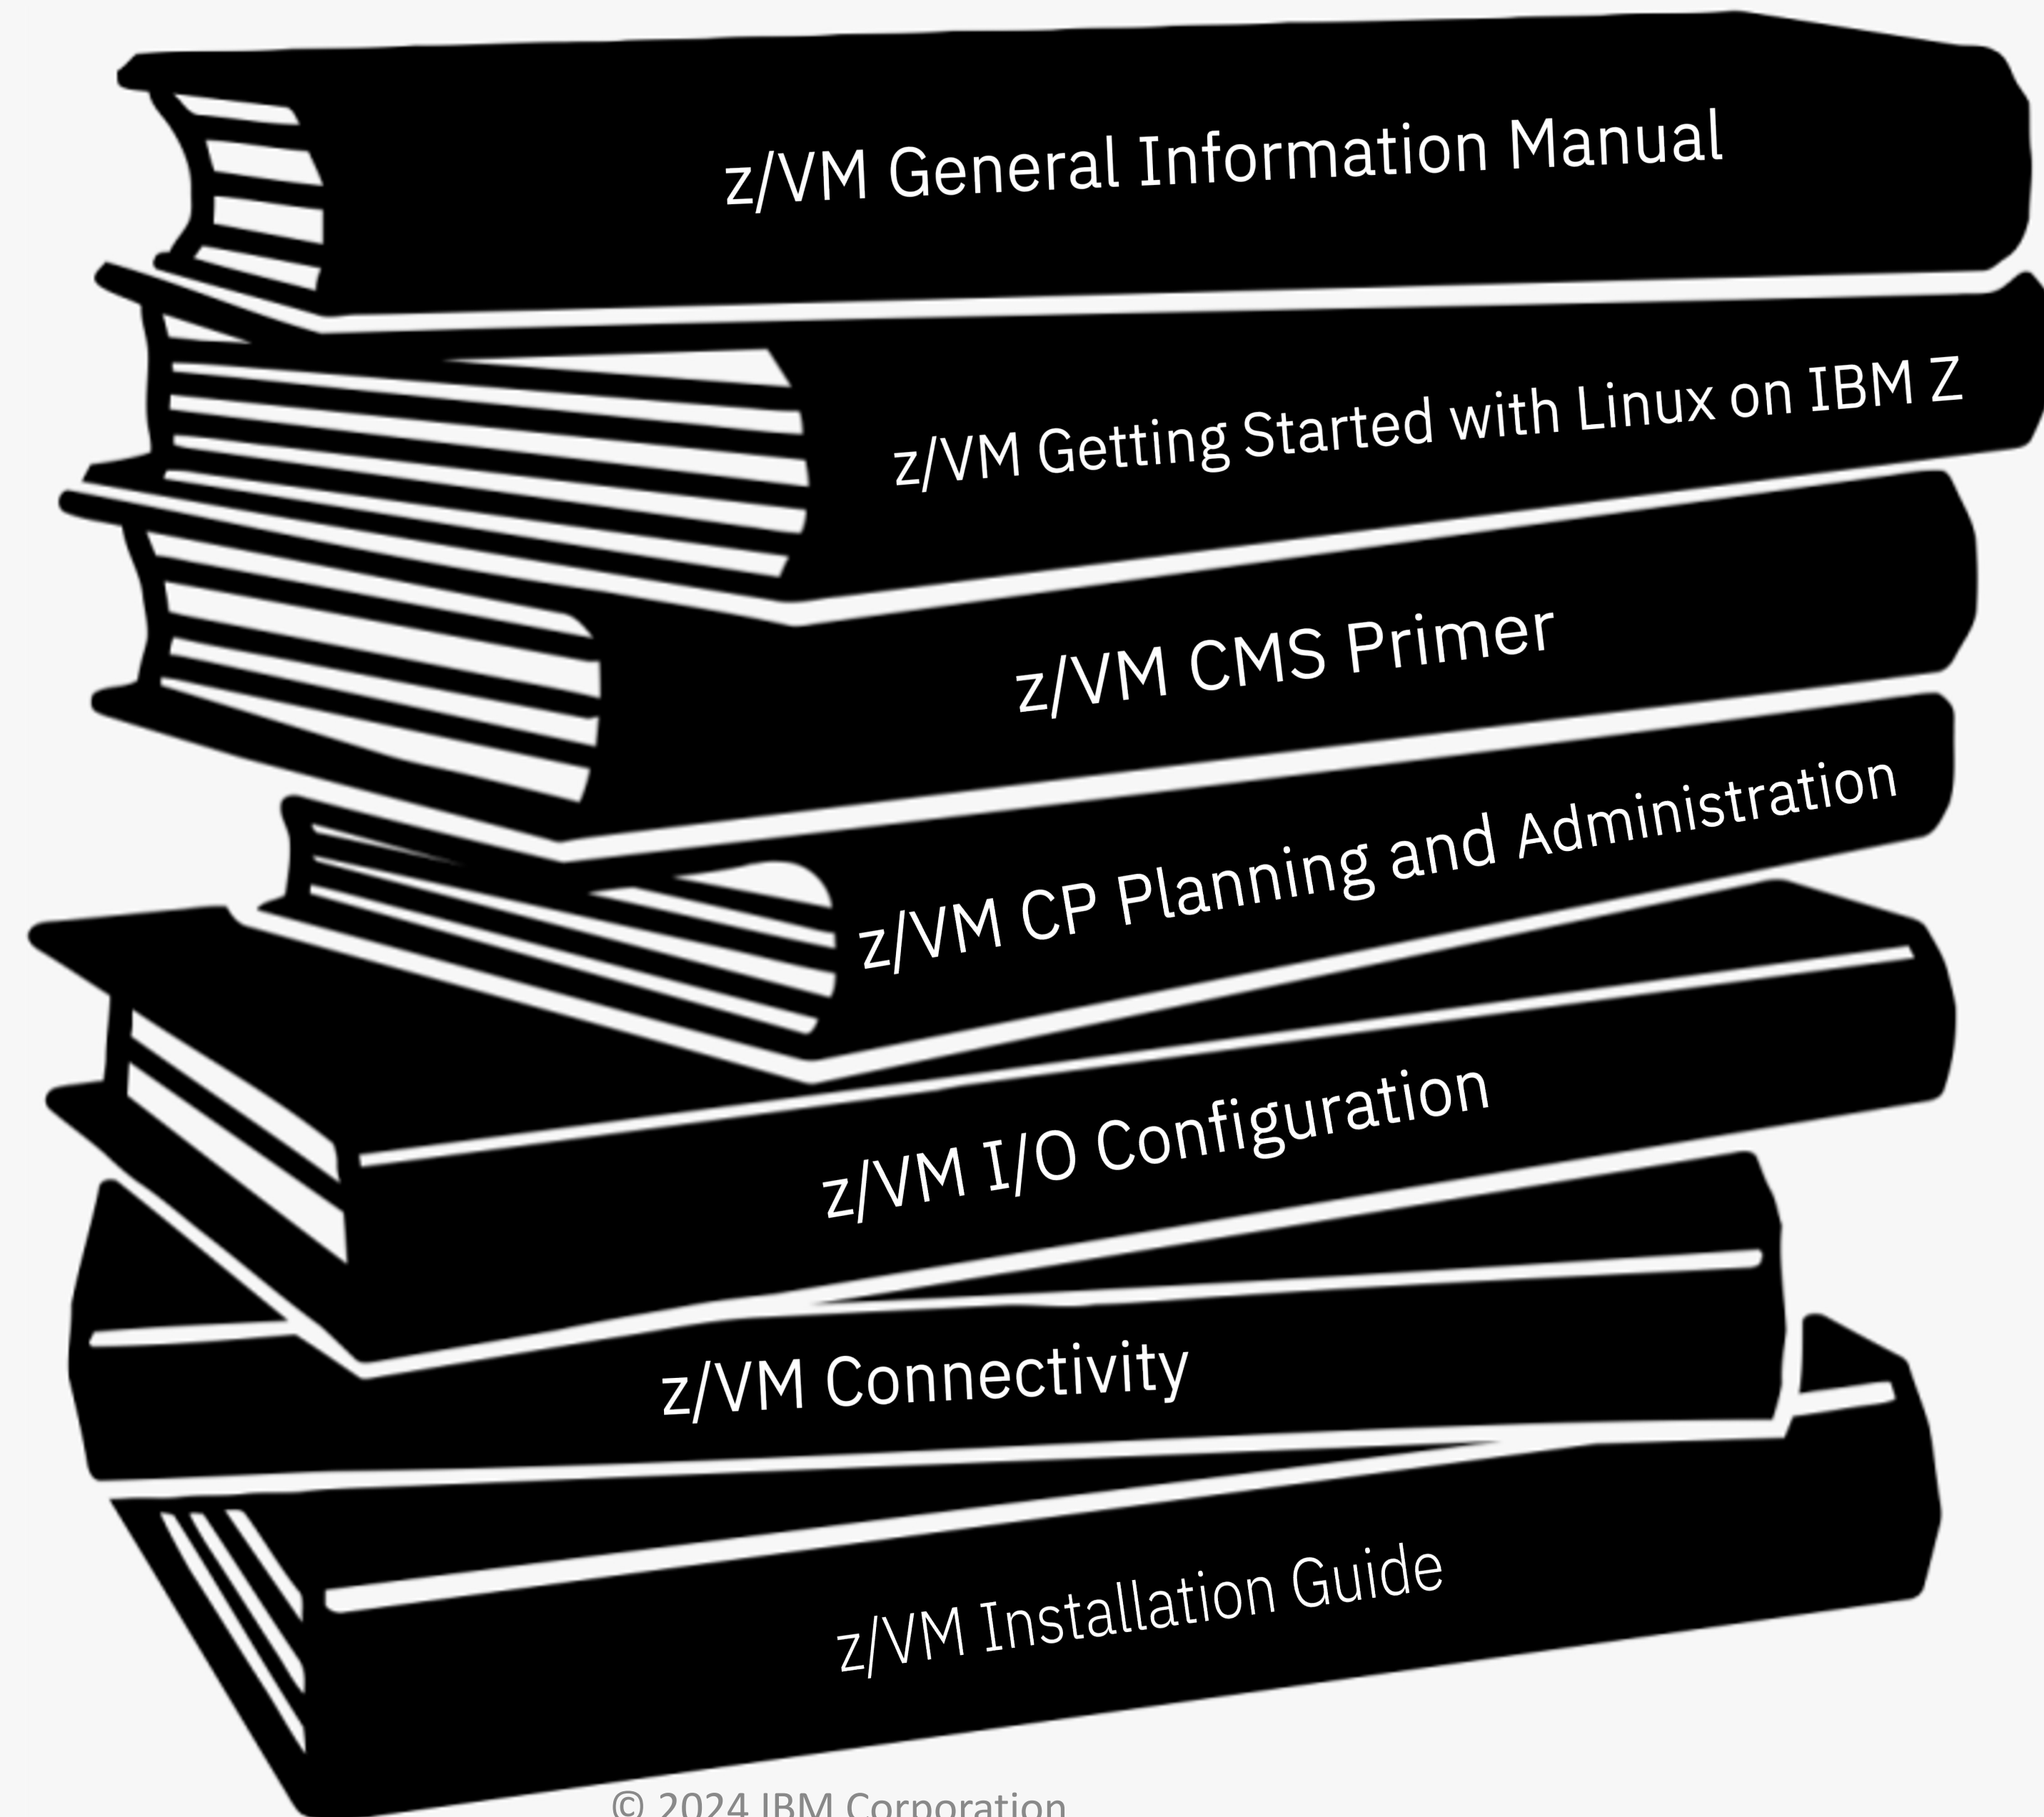 z/VM General Information Manual
z/VM Getting Started with Linux on IBM Z
z/VM CMS Primer
z/VM CP Planning and Administration
z/VM I/O Configuration
z/VM Connectivity
z/VM Installation Guide
© 2024 IBM Corporation